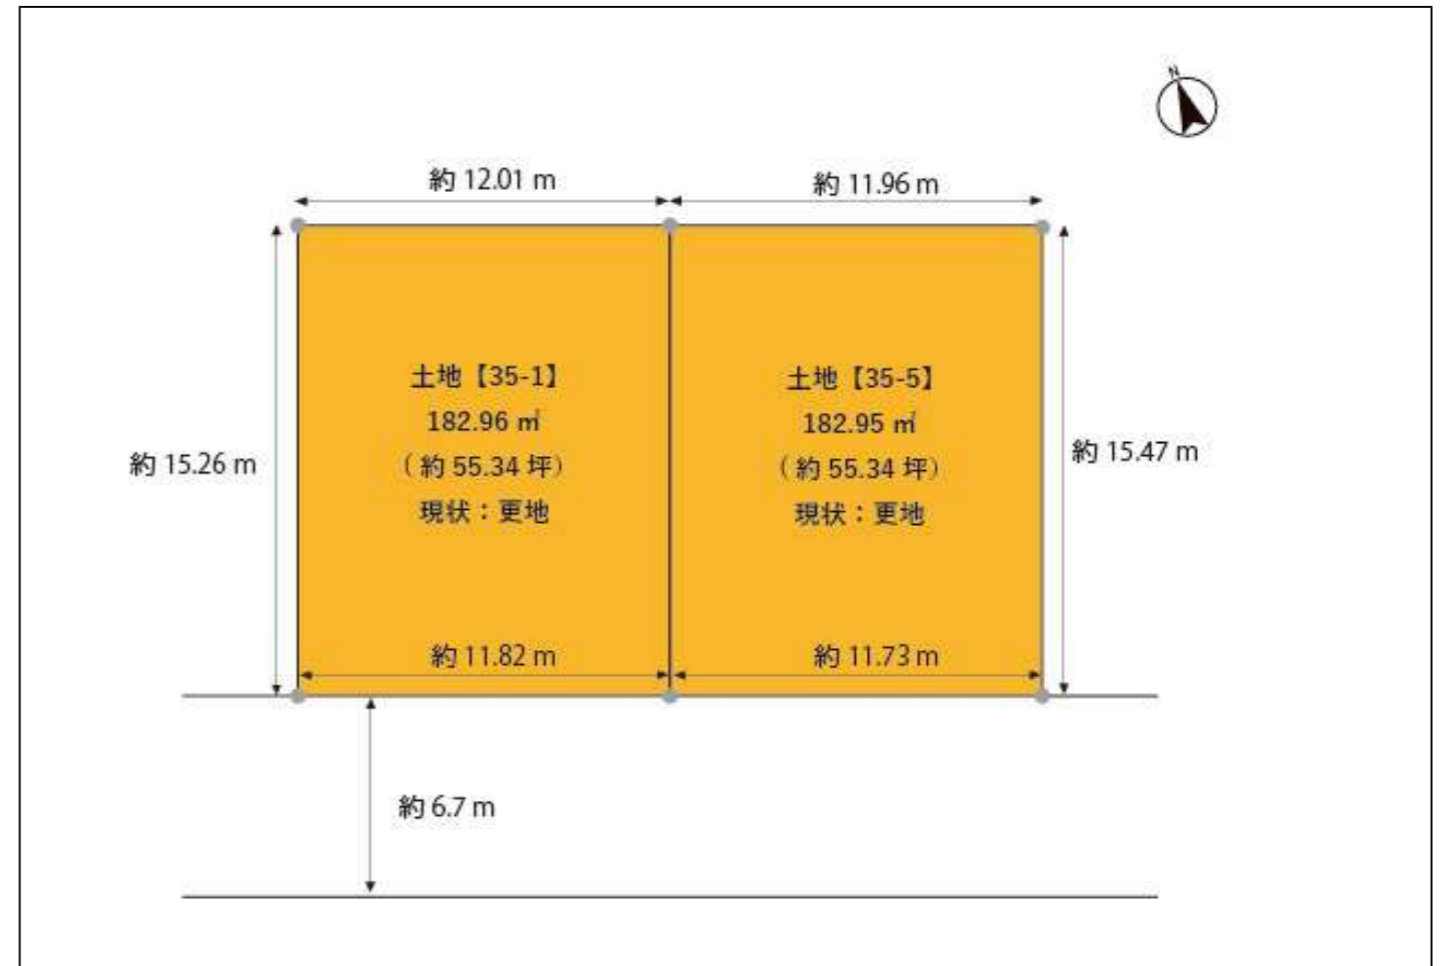 N
約 12.01 m
約 11.96 m
土地【35-1】
182.96 ㎡
（ 約 55.34 坪）
現状：更地
土地【35-5】
182.95 ㎡
（ 約 55.34 坪）
現状：更地
約 15.26 m
約 15.47 m
約 11.82 m
約 11.73 m
約 6.7 m